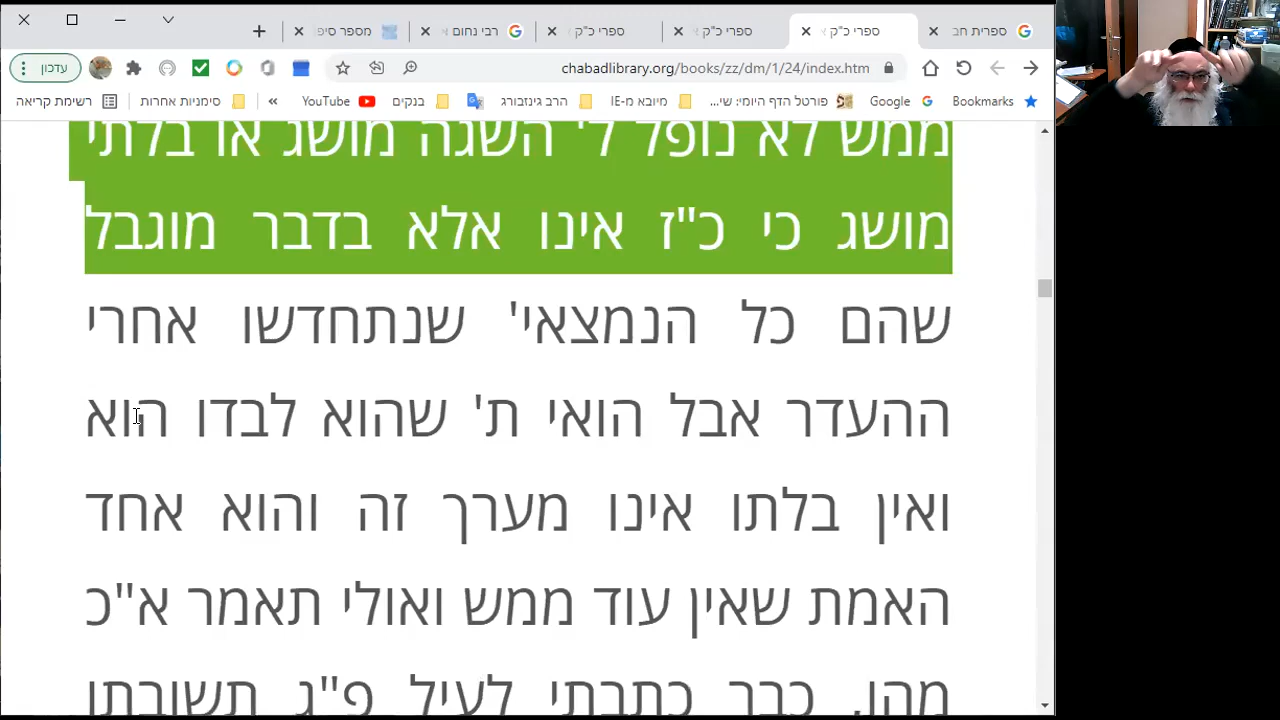 ספרית חב
ספרי כ"ק
ספרי כ"ק
ספרי כ"ק
רבי נחום
מספר סיפ
chabadlibrary.org/books/zz/dm/1/24/index.htm
עדכון
Bookmarks
Google
פורטל הדף היומי: שי...
מיובא מ-IE
הרב גינזבורג
בנקים
YouTube
»
סימניות אחרות
רשימת קריאה
ממש לא נופל ל' השגה מושג או בלתי
מושג כי כ"ז אינו אלא בדבר מוגבל
שהם כל הנמצאי' שנתחדשו אחרי
ההעדר אבל הואי ת' שהוא לבדו הוא
ואין בלתו אינו מערך זה והוא אחד
האמת שאין עוד ממש ואולי תאמר א"כ
מהו, כבר כתבתי לעיל פ"ג תשובתו